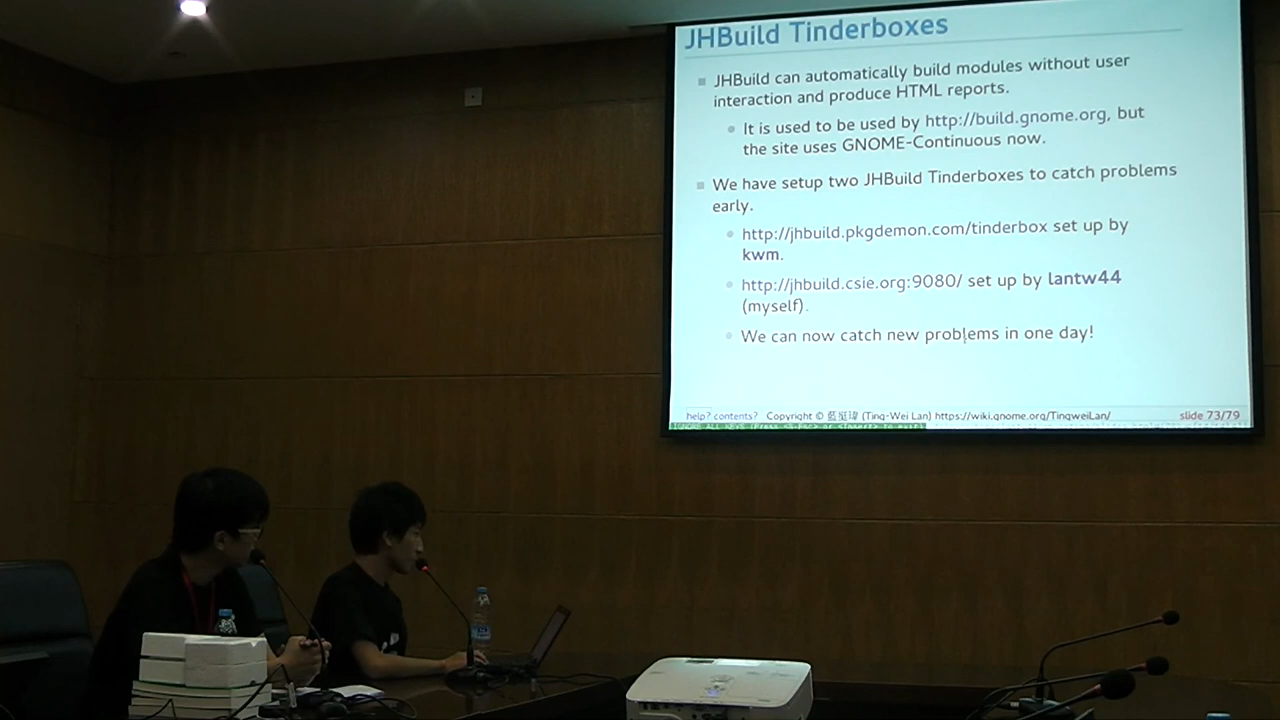 JHBuild Tinderboxes
JHBuild can automatically build modules without user
interaction and produce HTML reports.
It is used to be used by http://build.gnome.org, but
the site uses GNOME-Continuous now.
We have setup two JHBuild Tinderboxes to catch problems
early.
http://jhbuild.pkgdemon.com/tinderbox set up by
kwm.
http://jhbuild.csie.org:9080/ set up by lantw44
(myself).
We can now catch new problems in one day!
help? contents? Copyright © 藍挺瑋 (Ting-Wei Lan) https://wiki.gnome.org/TingweiLan/ slide 73/79